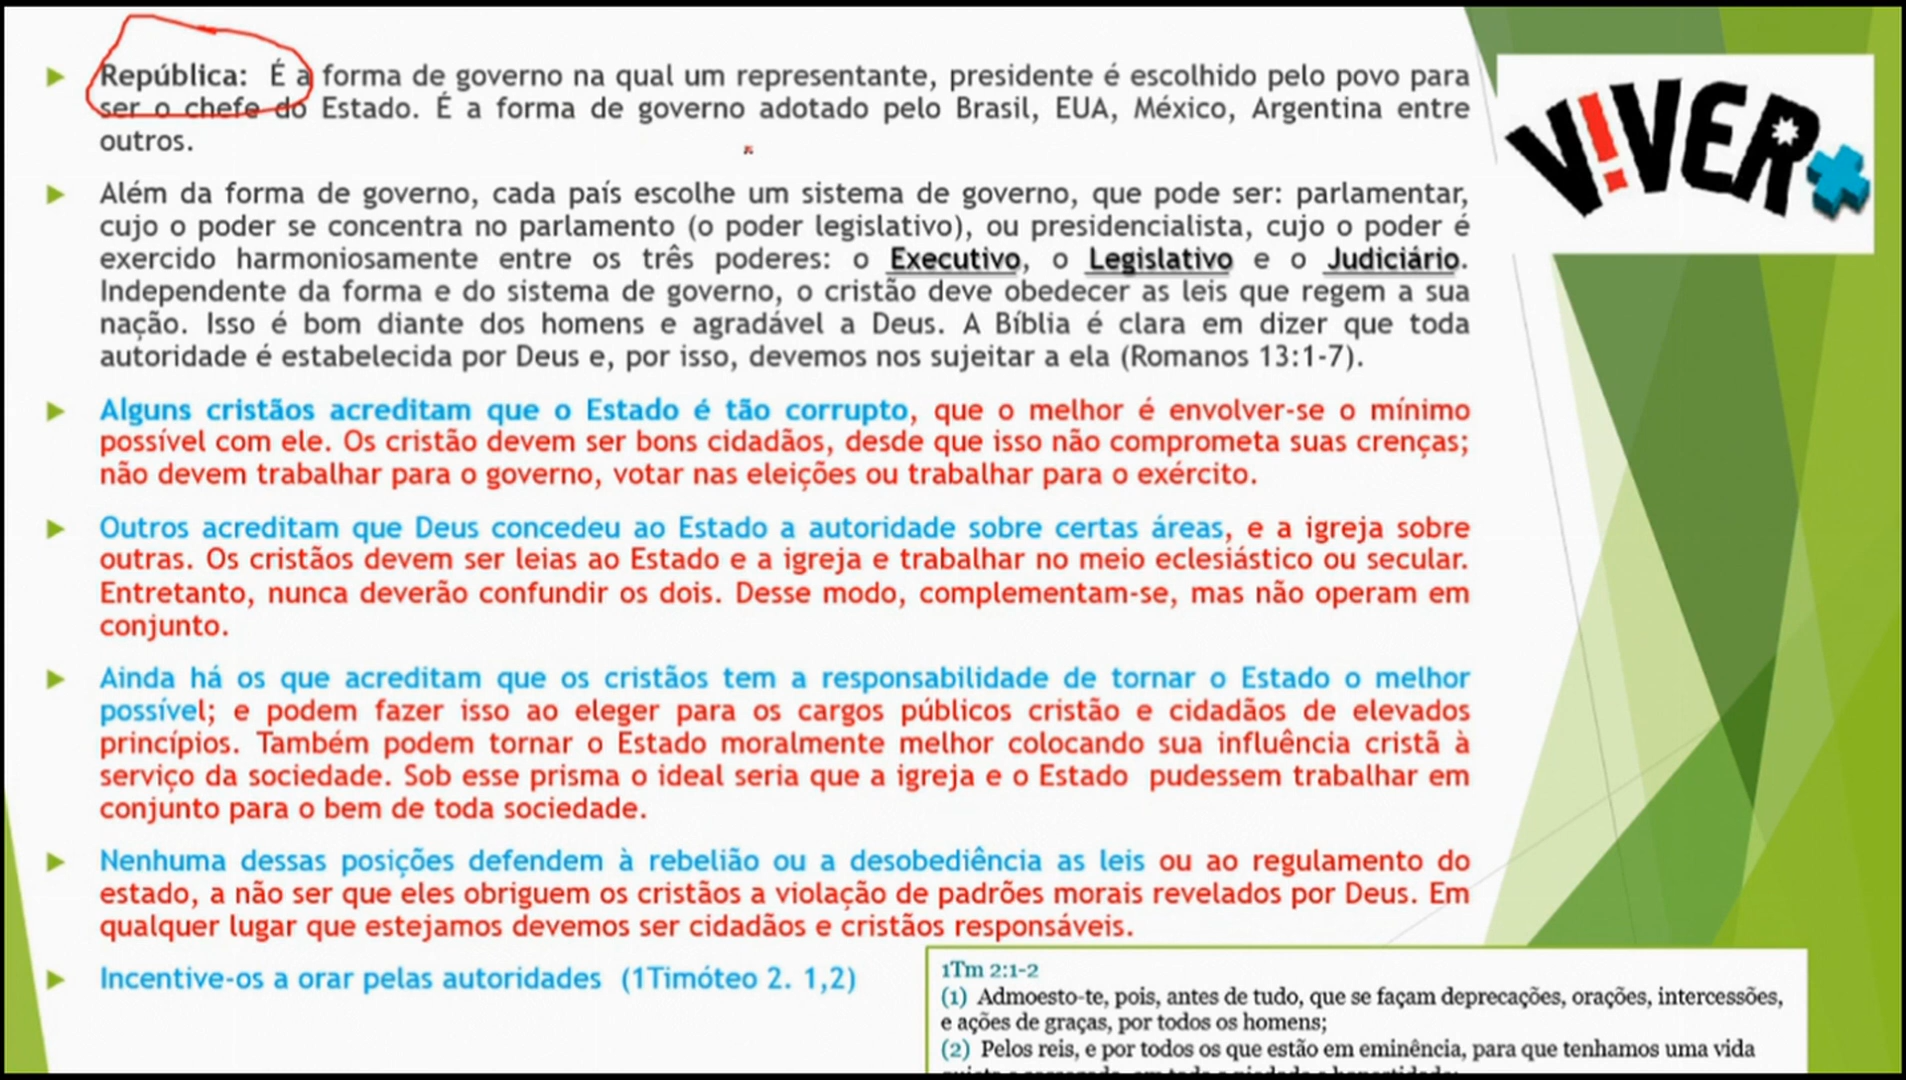 República: É a forma de governo na qual um representante, presidente é escolhido pelo povo para
ser o chefe do Estado. É a forma de governo adotado pelo Brasil, EUA, México, Argentina entre
outros.
Além da forma de governo, cada país escolhe um sistema de governo, que pode ser: parlamentar,
cujo o poder se concentra no parlamento (o poder legislativo), ou presidencialista, cujo o poder é
exercido harmoniosamente entre os três poderes: o Executivo, o Legislativo e o Judiciário.
Independente da forma e do sistema de governo, o cristão deve obedecer as leis que regem a sua
nação. Isso é bom diante dos homens e agradável a Deus. A Bíblia é clara em dizer que toda
autoridade é estabelecida por Deus e, por isso, devemos nos sujeitar a ela (Romanos 13:1-7).
Alguns cristãos acreditam que o Estado é tão corrupto, que o melhor é envolver-se o mínimo
possível com ele. Os cristão devem ser bons cidadãos, desde que isso não comprometa suas crenças;
não devem trabalhar para o governo, votar nas eleições ou trabalhar para o exército.
Outros acreditam que Deus concedeu ao Estado a autoridade sobre certas áreas, e a igreja sobre
outras. Os cristãos devem ser leias ao Estado e a igreja e trabalhar no meio eclesiástico ou secular.
Entretanto, nunca deverão confundir os dois. Desse modo, complementam-se, mas não operam em
conjunto.
Ainda há os que acreditam que os cristãos tem a responsabilidade de tornar o Estado o melhor
possível; e podem fazer isso ao eleger para os cargos públicos cristão e cidadãos de elevados
princípios. Também podem tornar o Estado moralmente melhor colocando sua influência cristã à
serviço da sociedade. Sob esse prisma o ideal seria que a igreja e o Estado pudessem trabalhar em
conjunto para o bem de toda sociedade.
Nenhuma dessas posições defendem à rebelião ou a desobediência as leis ou ao regulamento do
estado, a não ser que eles obriguem os cristãos a violação de padrões morais revelados por Deus. Em
qualquer lugar que estejamos devemos ser cidadãos e cristãos responsáveis.
Incentive-os a orar pelas autoridades (1Timóteo 2. 1,2)
V!VER+
1Tm 2:1-2
(1) Admoesto-te, pois, antes de tudo, que se façam deprecações, orações, intercessões,
e ações de graças, por todos os homens;
(2) Pelos reis, e por todos os que estão em eminência, para que tenhamos uma vida